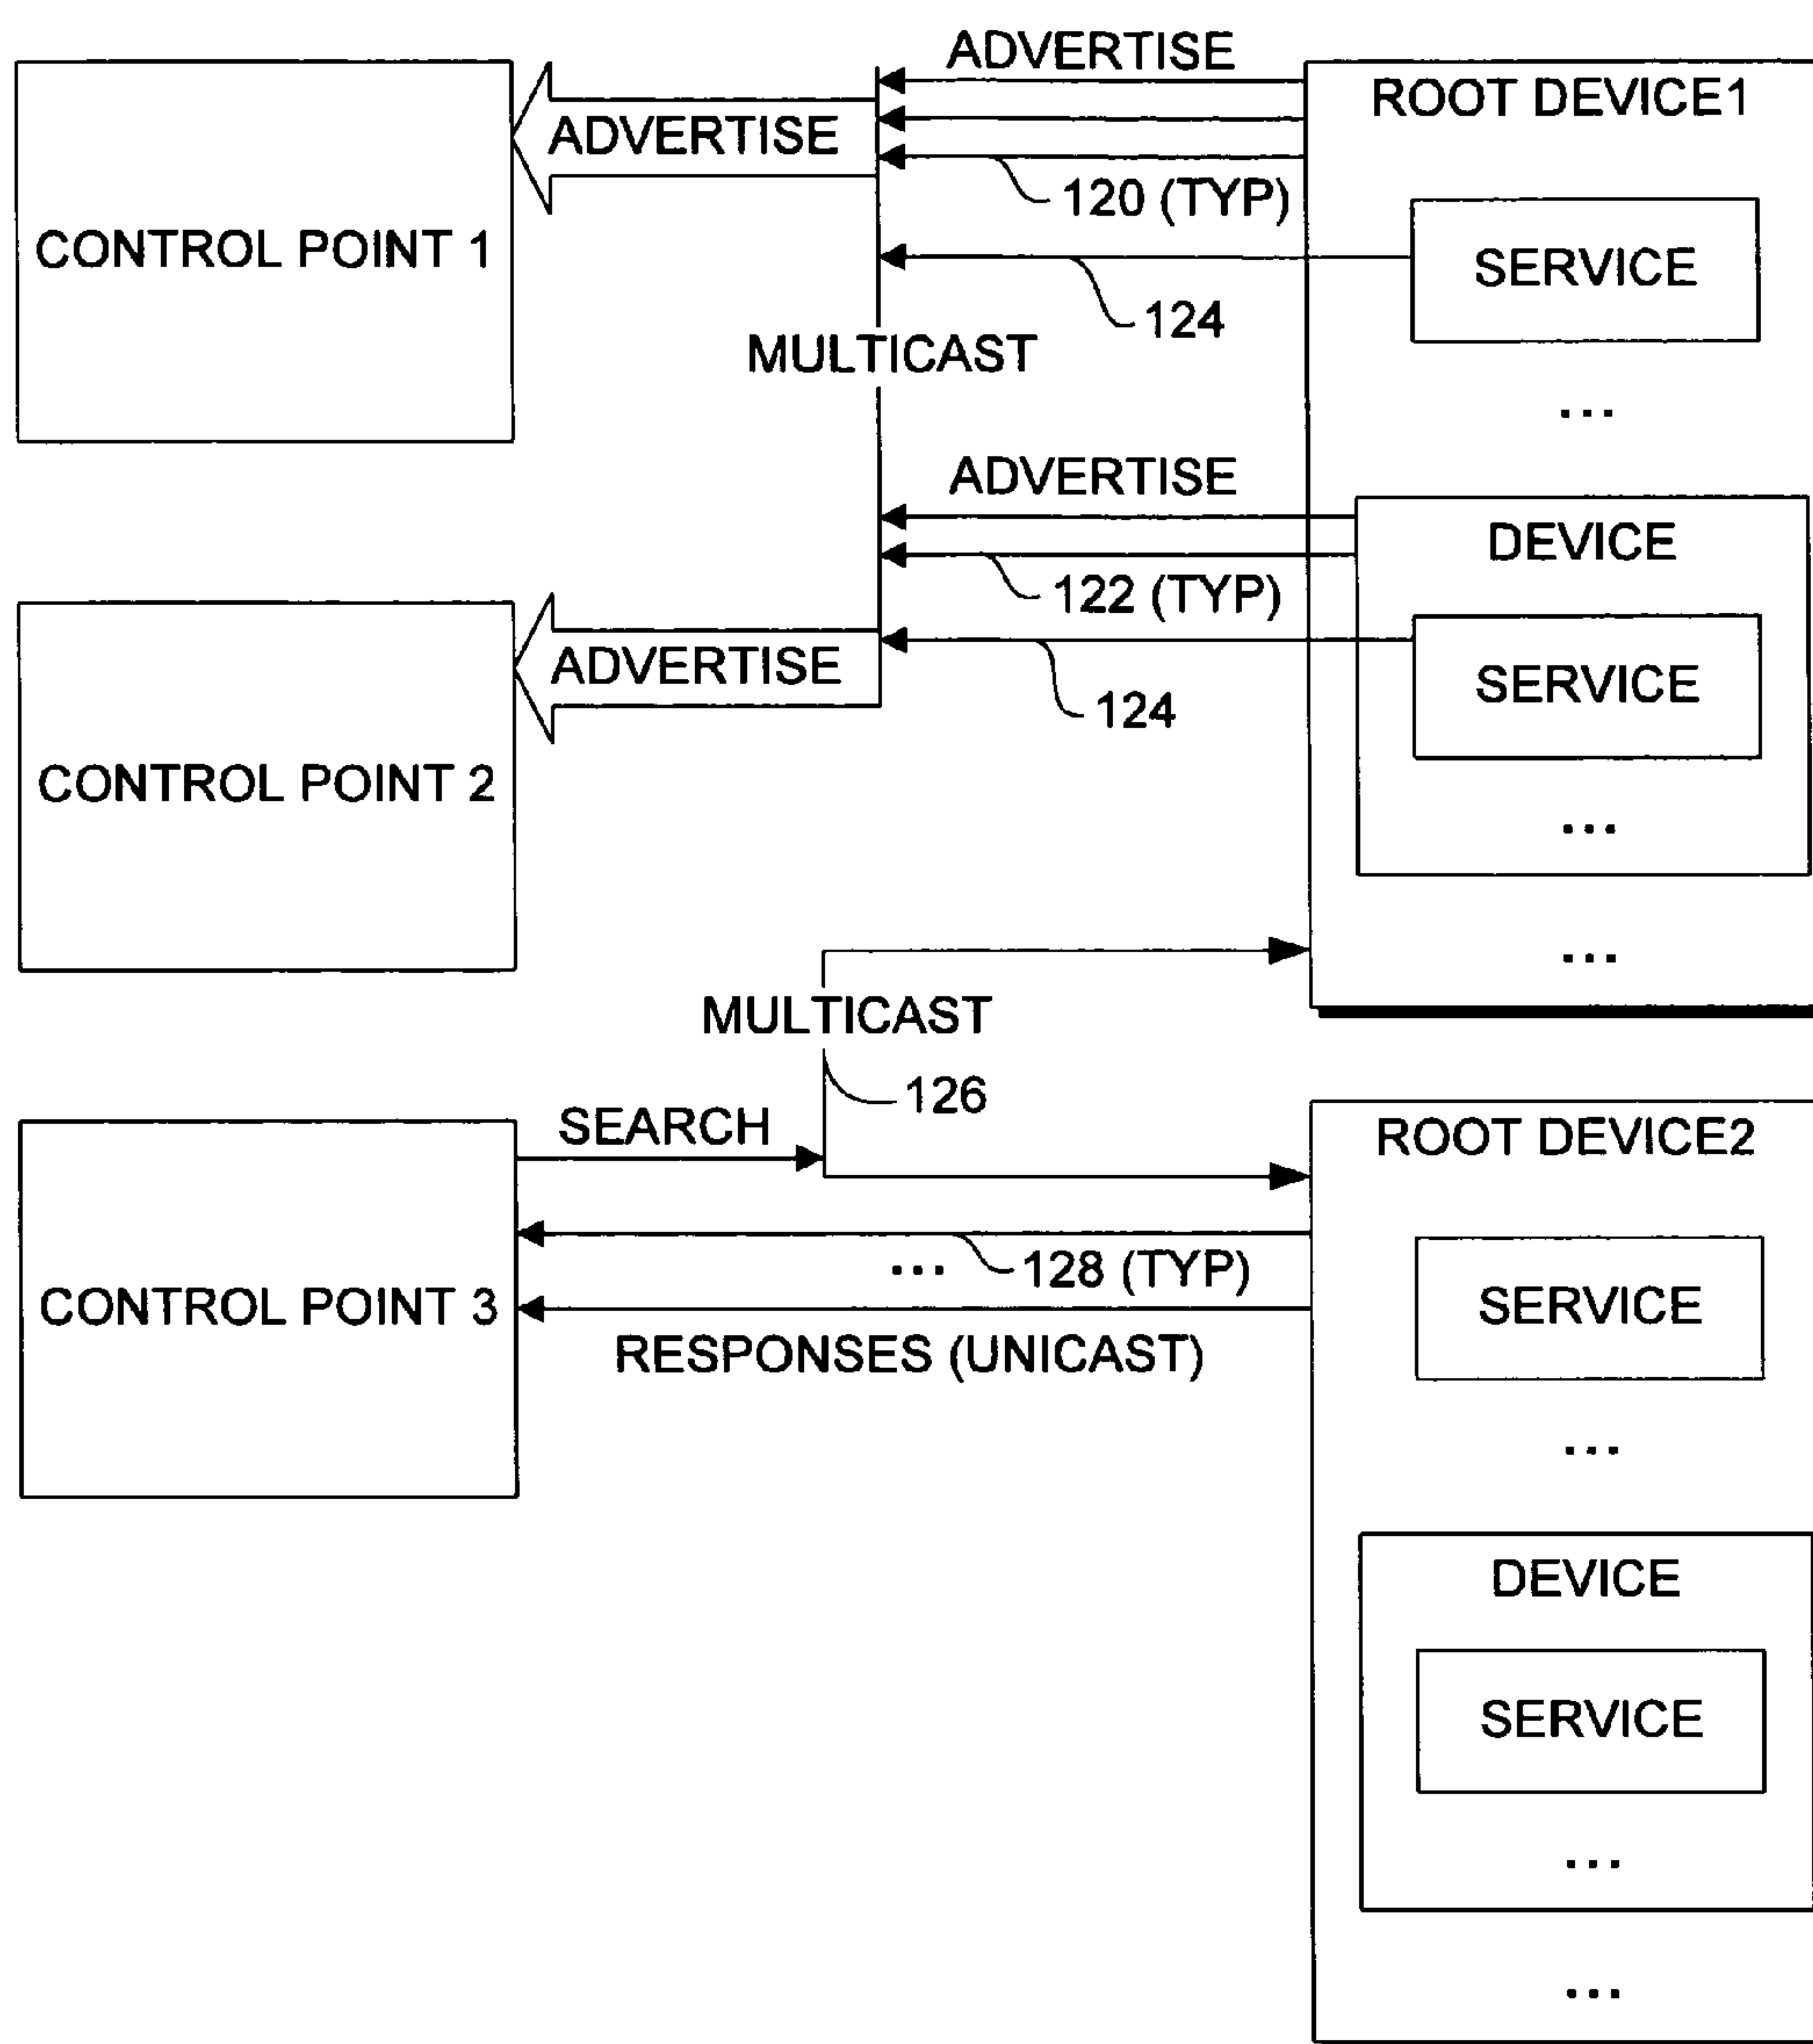 ADVERTISE
ROOT DEVICE1
ADVERTISE
120 (TYP)
CONTROL POINT 1
SERVICE
124
MULTICAST
...
ADVERTISE
DEVICE
122 (TYP)
ADVERTISE
SERVICE
124
CONTROL POINT 2
...
...
MULTICAST
126
SEARCH
ROOT DEVICE2
... 128 (TYP)
CONTROL POINT 3
SERVICE
RESPONSES (UNICAST)
...
DEVICE
SERVICE
...
...